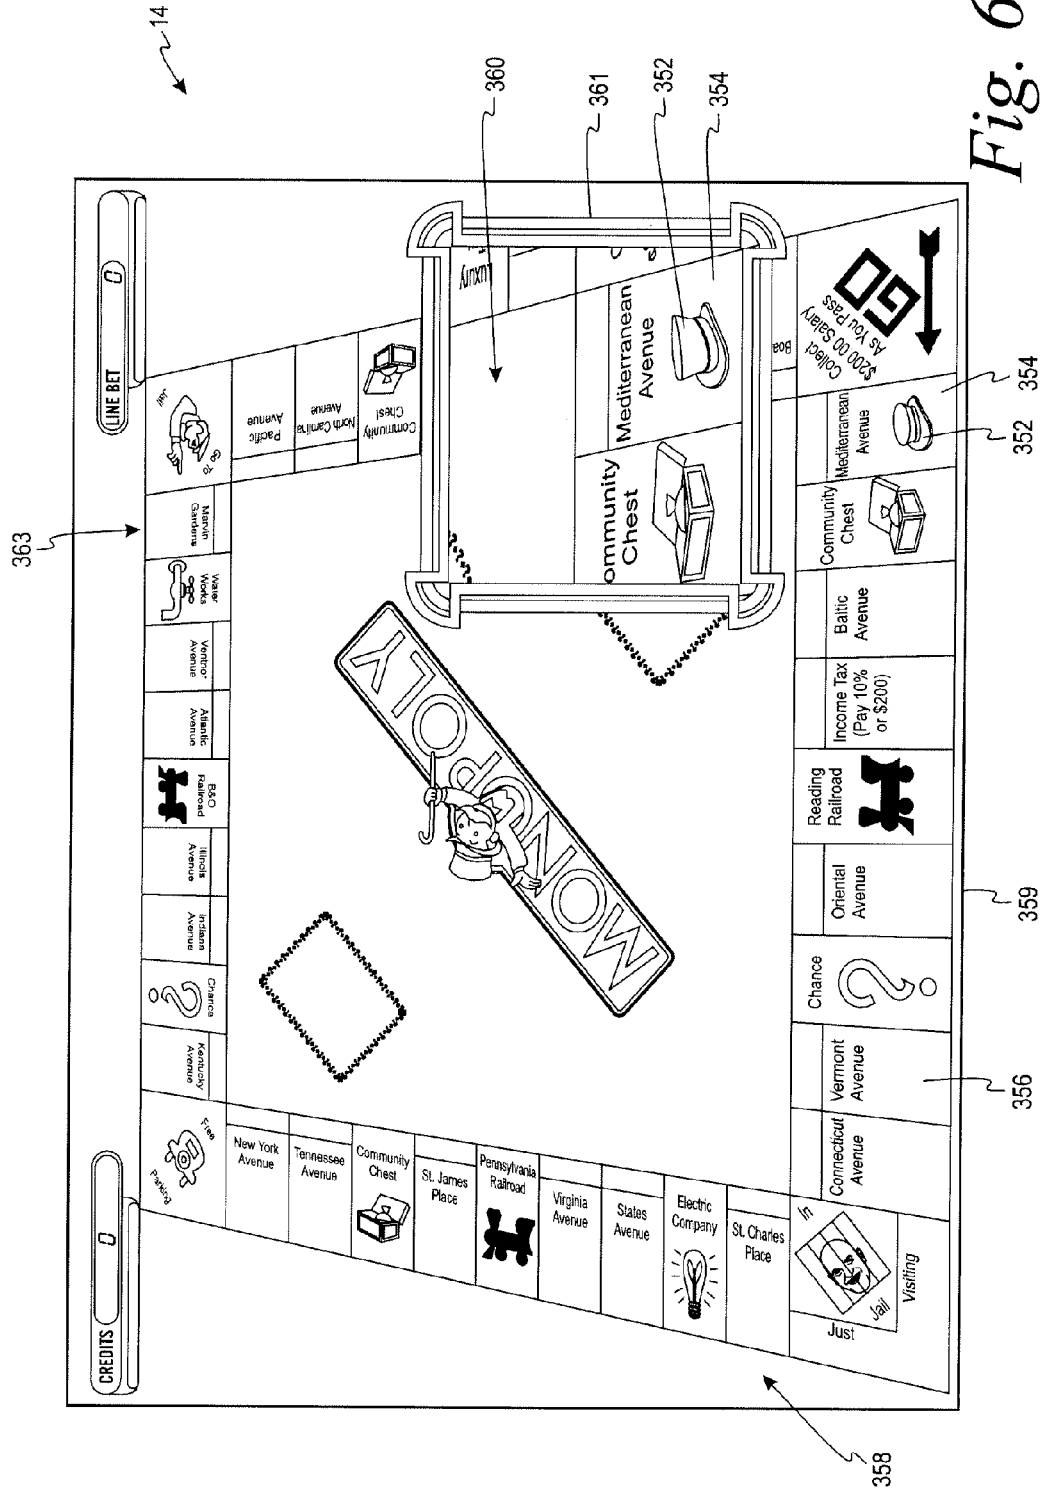 CREDITS 0
LINE BET 0
14
363
Free
Parking
Kentucky
Avenue
Chance
Indiana
Avenue
Illinois
Avenue
B&O
Railroad
Atlantic
Avenue
Avenue
Water
Works
Marvin
Gardens
Go
To
Jail
New York
Avenue
Tennessee
Avenue
Community
Chest
St. James
Place
Pennsylvania
Railroad
Virginia
Avenue
States
Avenue
Electric
Company
St. Charles
Place
MONOPOLY
Pacific
Avenue
North Carolina
Avenue
Community
Chest
Luxury
ommunity
Chest
Mediterranean
Avenue
Boa
360
361
352
354
In
Jail
Just
Visiting
Connecticut
Avenue
Vermont
Avenue
Chance
Oriental
Avenue
Reading
Railroad
Income Tax
(Pay 10%
or $200)
Baltic
Avenue
Community
Chest
Mediterranean
Avenue
Collect
$200 00 Salary
As You Pass
GO
358
356
359
352
354
Fig. 6